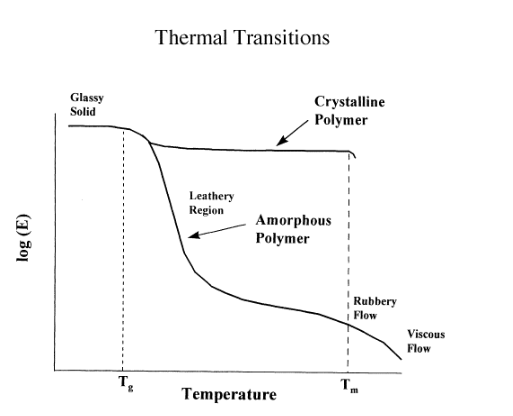 Thermal Transitions
Glassy
Solid
Crystalline
Polymer
Leathery
Region
Amorphous
Polymer
log (E)
Rubbery
Flow
Viscous
Flow
Tg
Tm
Temperature